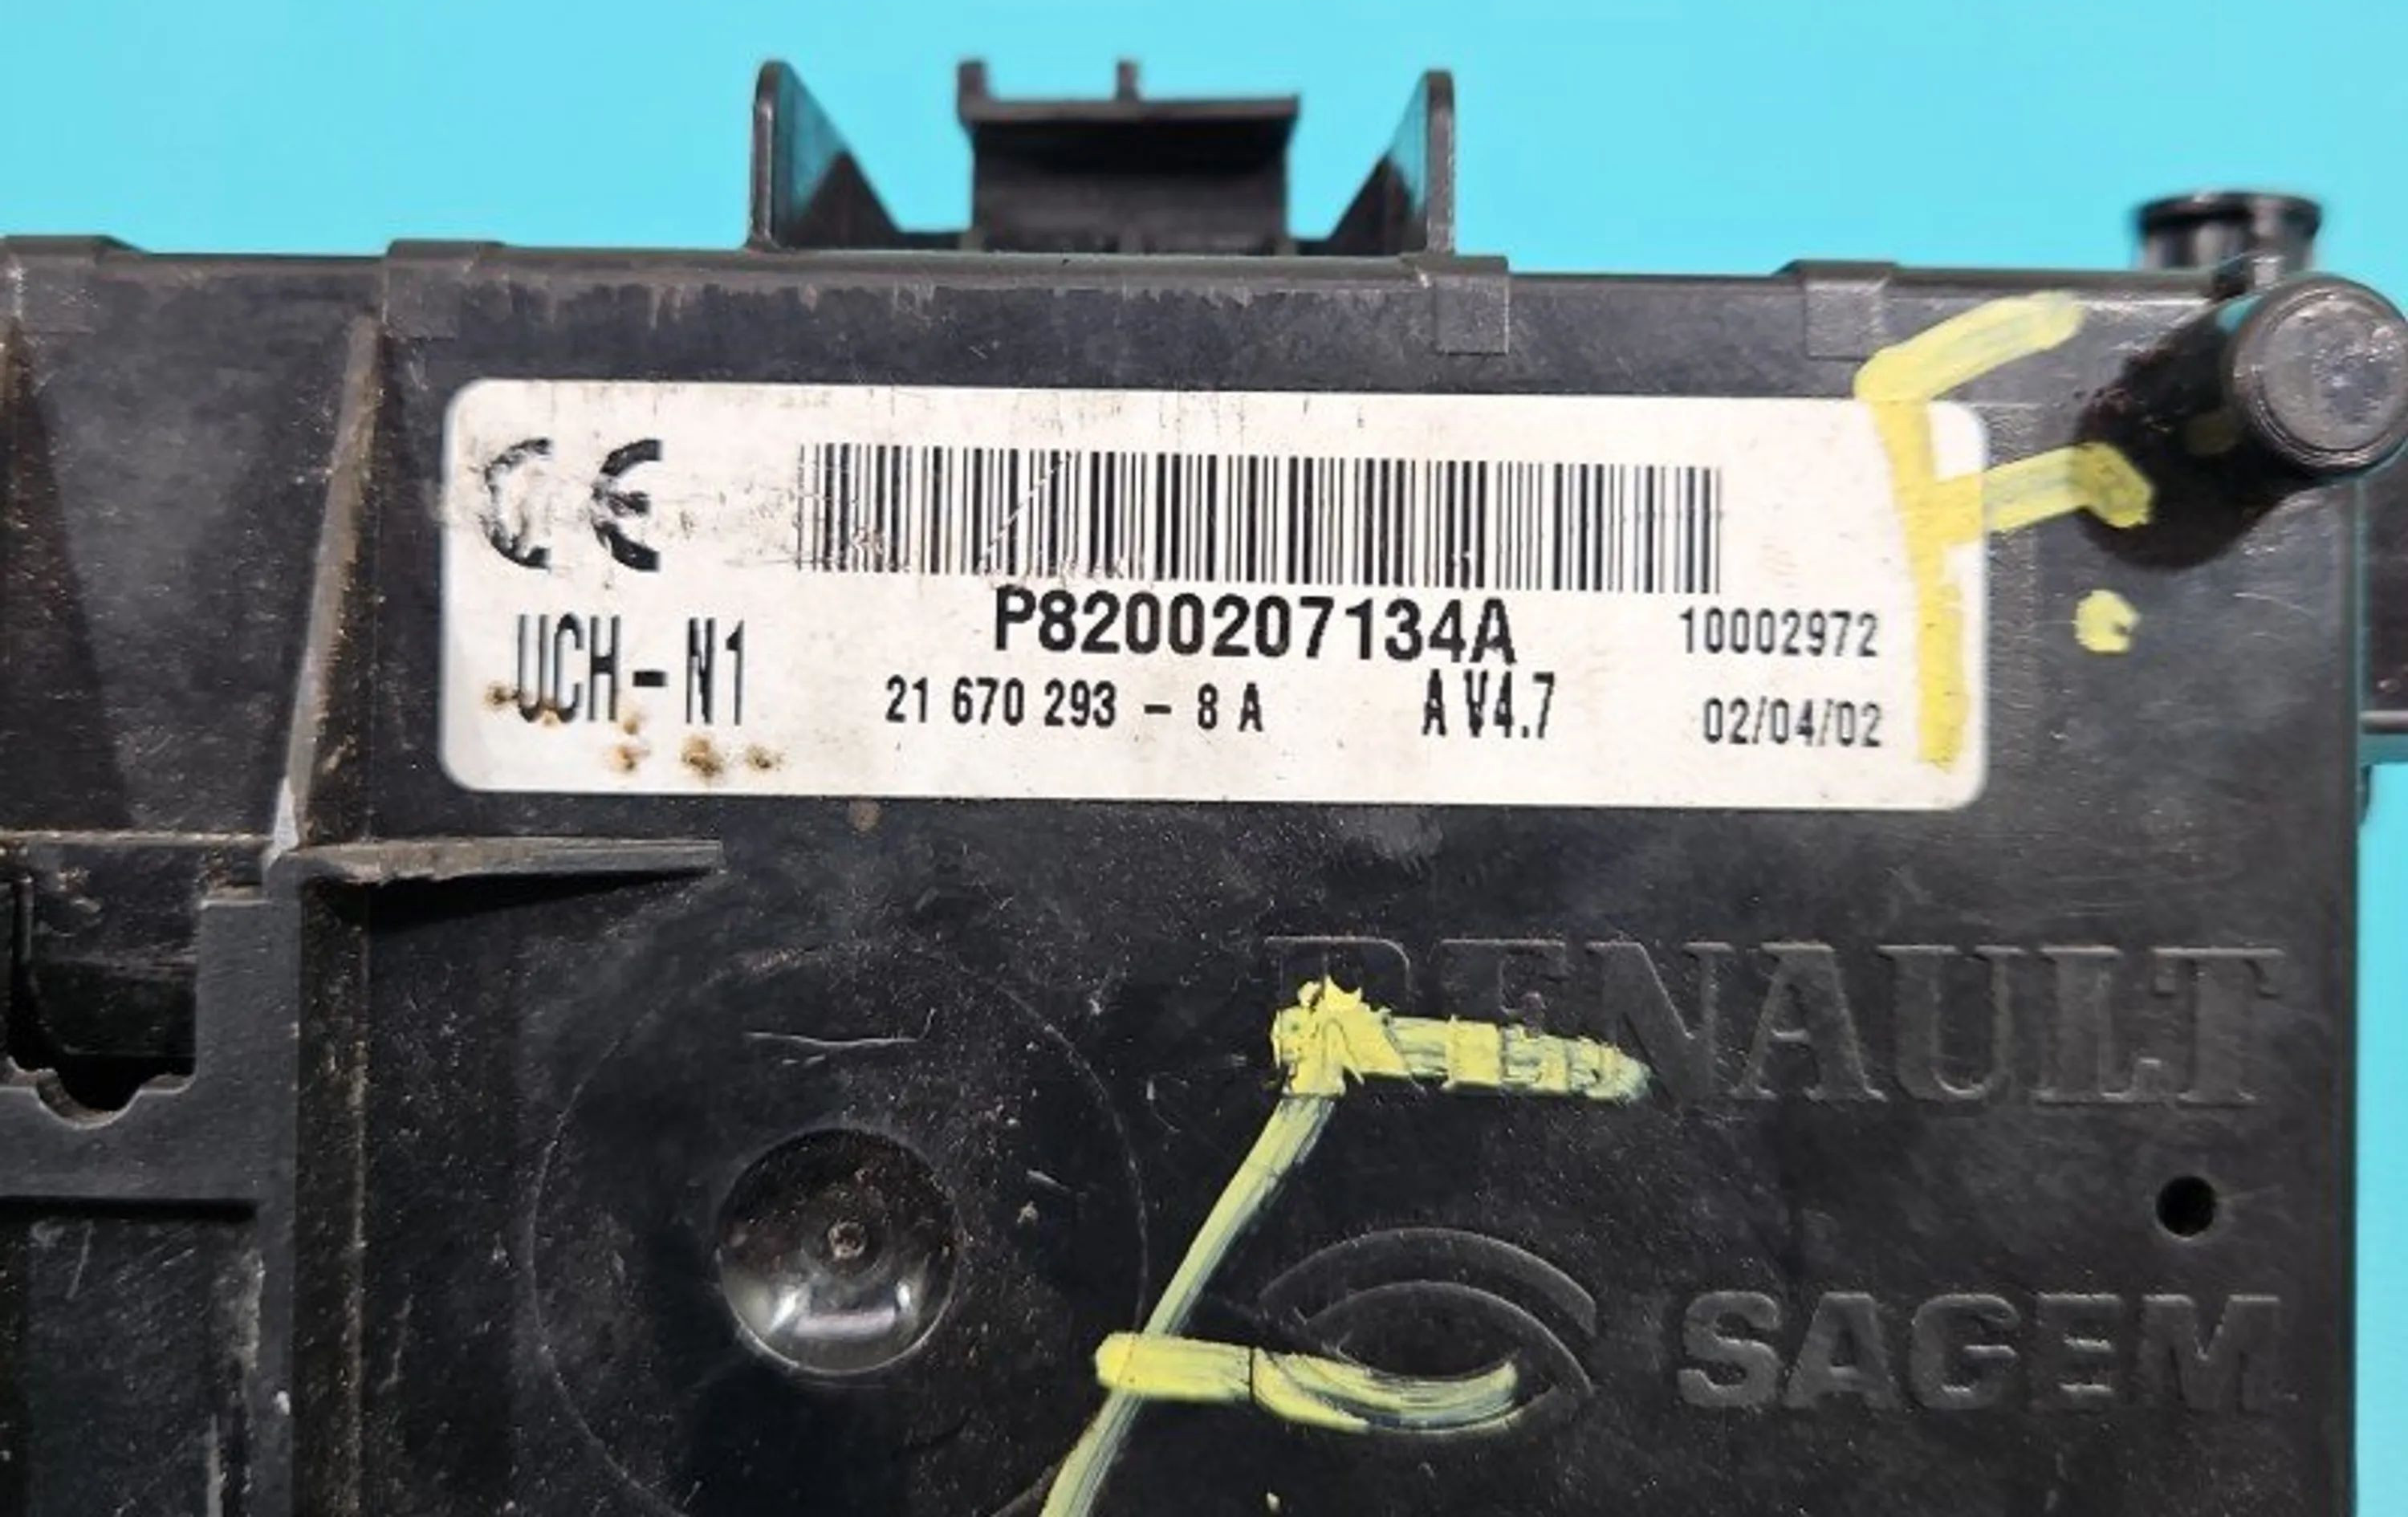 CE
P8200207134A 10002972
UCH-N1 21 670 293 - 8 A A V4.7 02/04/02
RENAULT
SAGEM